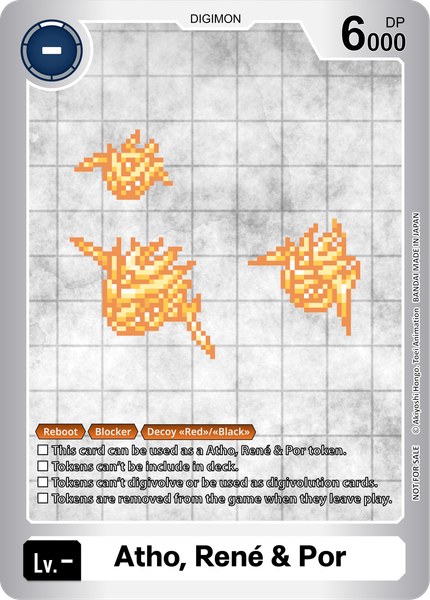 DIGIMON
DP
6000
-
Reboot Blocker Decoy «Red»/«Black»
This card can be used as a Atho, René & Por token.
Tokens can't be include in deck.
Tokens can't digivolve or be used as digivolution cards.
Tokens are removed from the game when they leave play.
NOT FOR SALE © Akiyoshi Hongo, Toei Animation BANDAI MADE IN JAPAN
Lv.-
Atho, René & Por